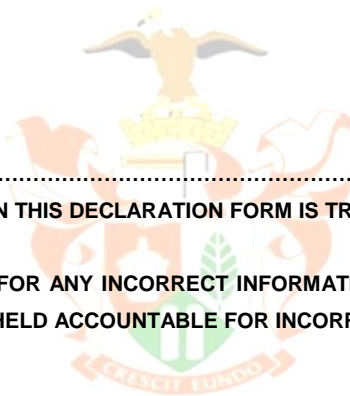 ................................................
N THIS DECLARATION FORM IS TR
FOR ANY INCORRECT INFORMATI
HELD ACCOUNTABLE FOR INCORR
CRESCIT EUNDO